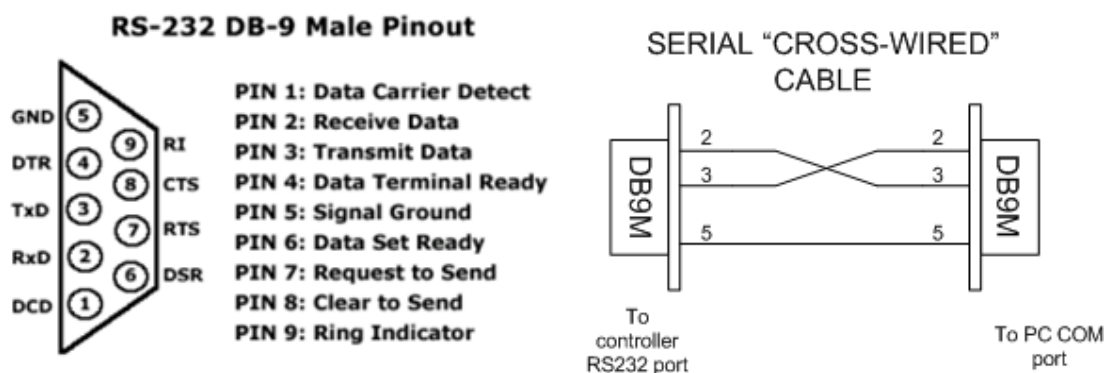 RS-232 DB-9 Male Pinout
GND 5
9 RI
DTR 4
8 CTS
TxD 3
7 RTS
RxD 2
6 DSR
DCD 1
PIN 1: Data Carrier Detect
PIN 2: Receive Data
PIN 3: Transmit Data
PIN 4: Data Terminal Ready
PIN 5: Signal Ground
PIN 6: Data Set Ready
PIN 7: Request to Send
PIN 8: Clear to Send
PIN 9: Ring Indicator
SERIAL “CROSS-WIRED”
CABLE
DB9M
2 2
3 3
5 5
DB9M
To
controller
RS232 port
To PC COM
port